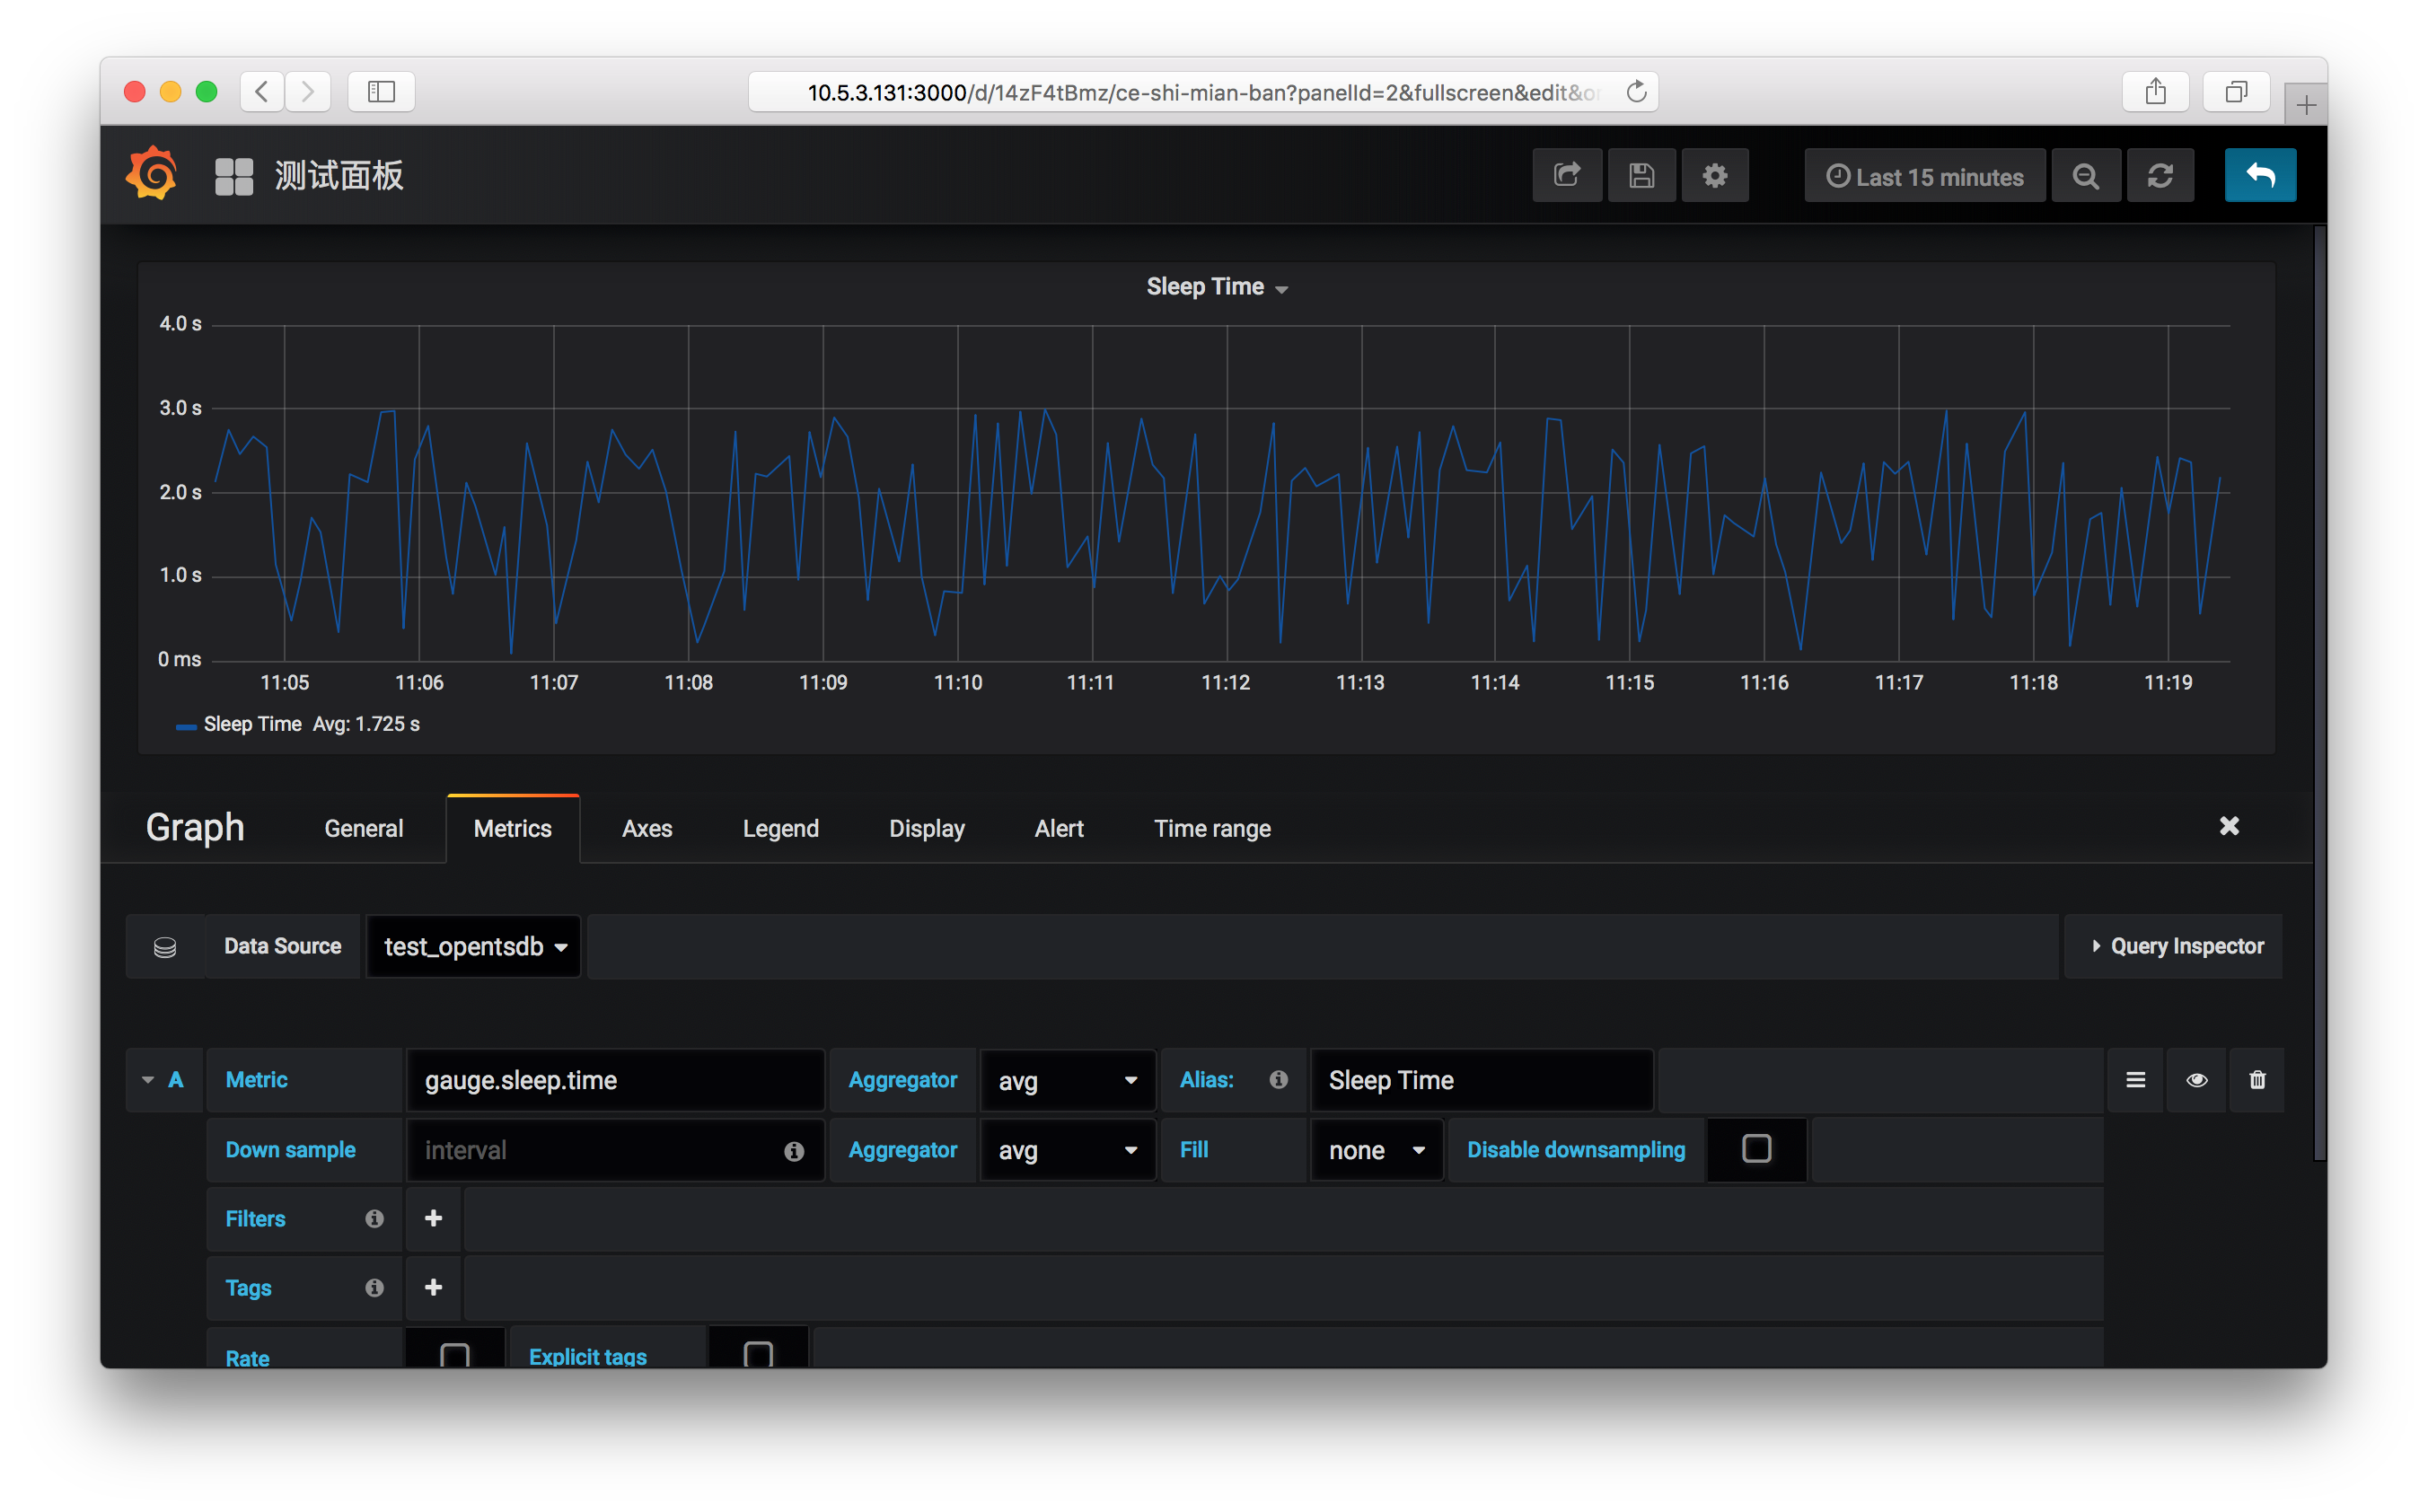 10.5.3.131:3000/d/14zF4tBmz/ce-shi-mian-ban?panelId=2&fullscreen&edit&o
测试面板
Last 15 minutes
Sleep Time
4.0 s
3.0 s
2.0 s
1.0 s
0 ms
11:05 11:06 11:07 11:08 11:09 11:10 11:11 11:12 11:13 11:14 11:15 11:16 11:17 11:18 11:19
Sleep Time Avg: 1.725 s
Graph General Metrics Axes Legend Display Alert Time range
Data Source test_opentsdb Query Inspector
A Metric gauge.sleep.time Aggregator avg Alias: Sleep Time
Down sample interval Aggregator avg Fill none Disable downsampling
Filters
Tags
Rate Explicit tags